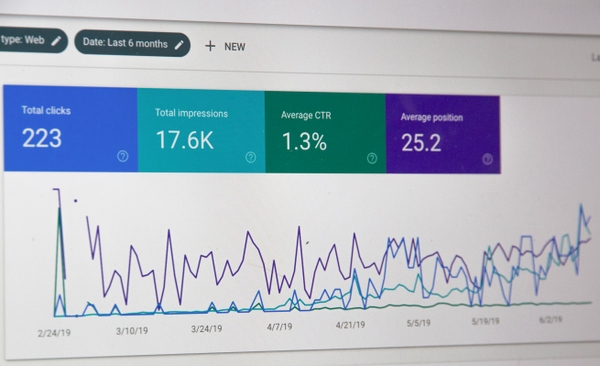 type: Web
Date: Last 6 months
+ NEW
La
Total clicks
223
Total impressions
17.6K
Average CTR
1.3%
Average position
25.2
2/24/19
3/10/19
3/24/19
4/7/19
4/21/19
5/5/19
5/19/19
6/2/19